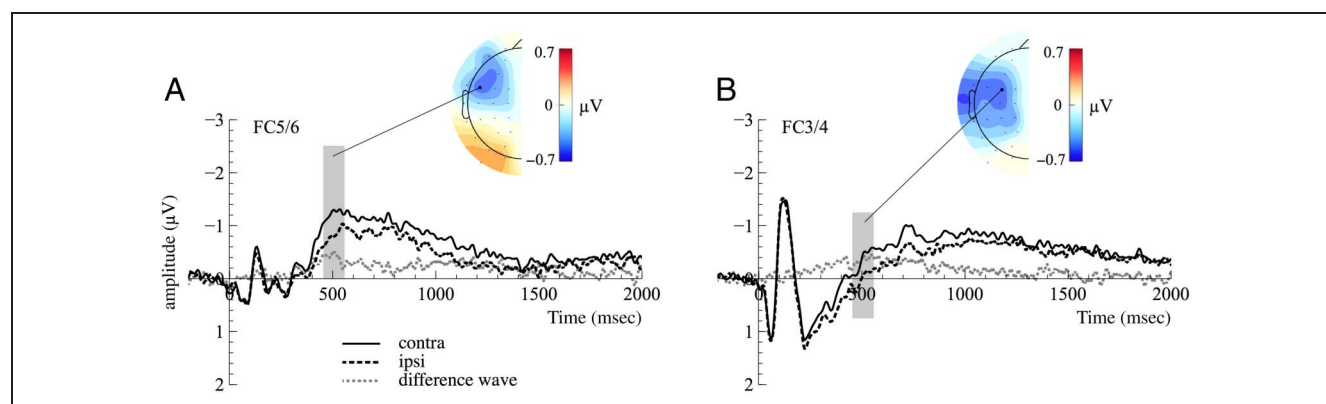 A
FC5/6
0.7
0
−0.7
μV
amplitude (μV)
−3
−2
−1
0
1
2
0
500
1000
1500
2000
Time (msec)
contra
ipsi
difference wave
B
FC3/4
0.7
0
−0.7
μV
−3
−2
−1
0
1
2
0
500
1000
1500
2000
Time (msec)